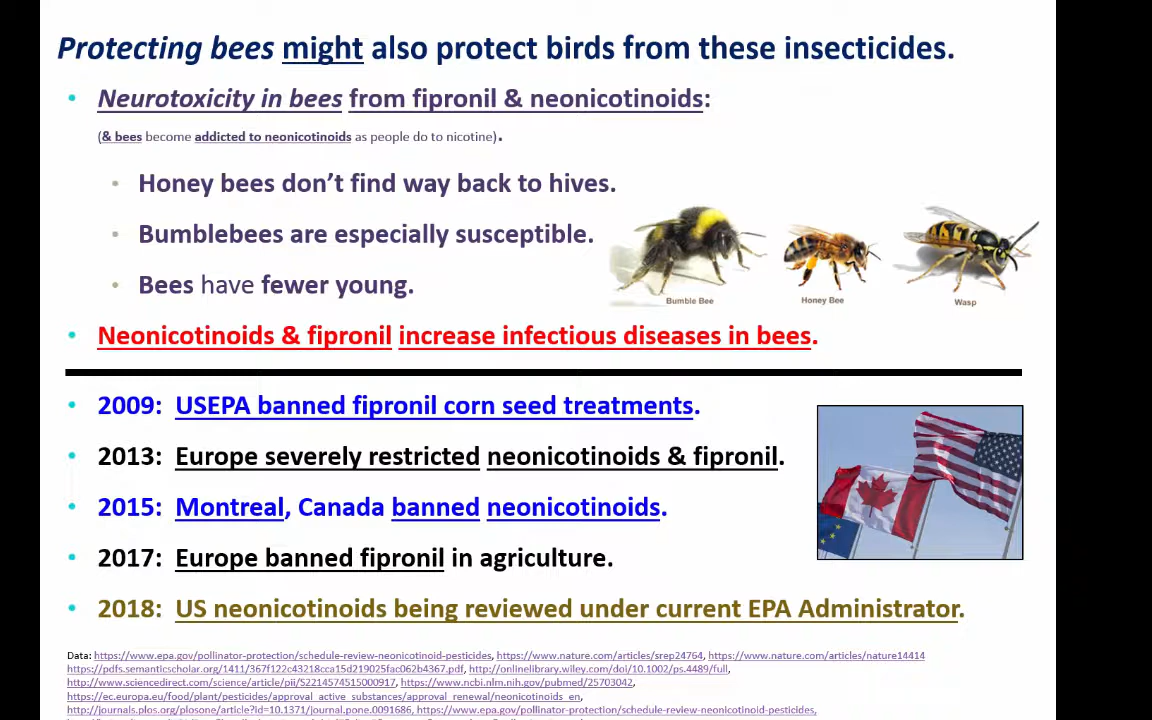 Protecting bees might also protect birds from these insecticides.
• Neurotoxicity in bees from fipronil & neonicotinoids:
(& bees become addicted to neonicotinoids as people do to nicotine).
• Honey bees don't find way back to hives.
• Bumblebees are especially susceptible.
• Bees have fewer young.
Bumble Bee
Honey Bee
Wasp
• Neonicotinoids & fipronil increase infectious diseases in bees.
• 2009: USEPA banned fipronil corn seed treatments.
• 2013: Europe severely restricted neonicotinoids & fipronil.
• 2015: Montreal, Canada banned neonicotinoids.
• 2017: Europe banned fipronil in agriculture.
• 2018: US neonicotinoids being reviewed under current EPA Administrator.
Data: https://www.epa.gov/pollinator-protection/schedule-review-neonicotinoid-pesticides, https://www.nature.com/articles/srep24764, https://www.nature.com/articles/nature14414
https://pdfs.semanticscholar.org/1411/367f122c43218cca15d219025fac062b4367.pdf, http://onlinelibrary.wiley.com/doi/10.1002/ps.4489/full,
http://www.sciencedirect.com/science/article/pii/S2214574515000917, https://www.ncbi.nlm.nih.gov/pubmed/25703042,
https://ec.europa.eu/food/plant/pesticides/approval_active_substances/approval_renewal/neonicotinoids_en,
http://journals.plos.org/plosone/article?id=10.1371/journal.pone.0091686, https://www.epa.gov/pollinator-protection/schedule-review-neonicotinoid-pesticides,